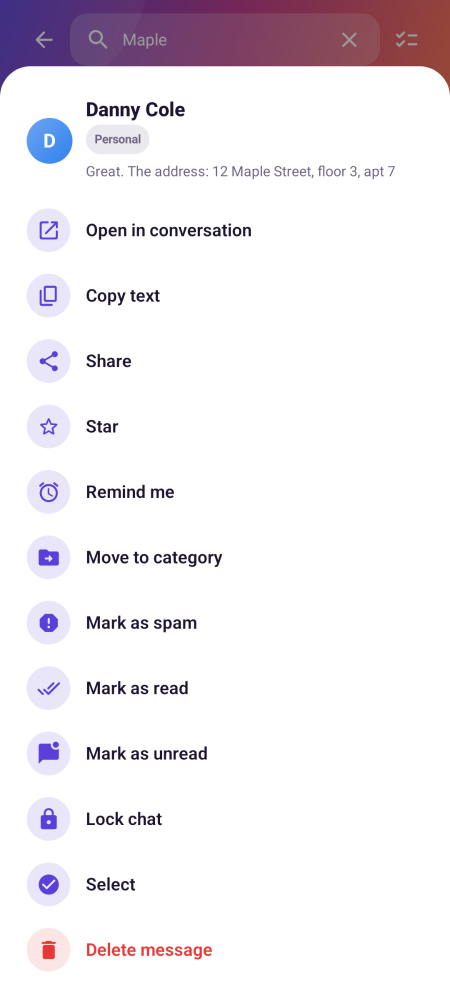 Maple
Danny Cole
D
Personal
Great. The address: 12 Maple Street, floor 3, apt 7
Open in conversation
Copy text
Share
Star
Remind me
Move to category
Mark as spam
Mark as read
Mark as unread
Lock chat
Select
Delete message